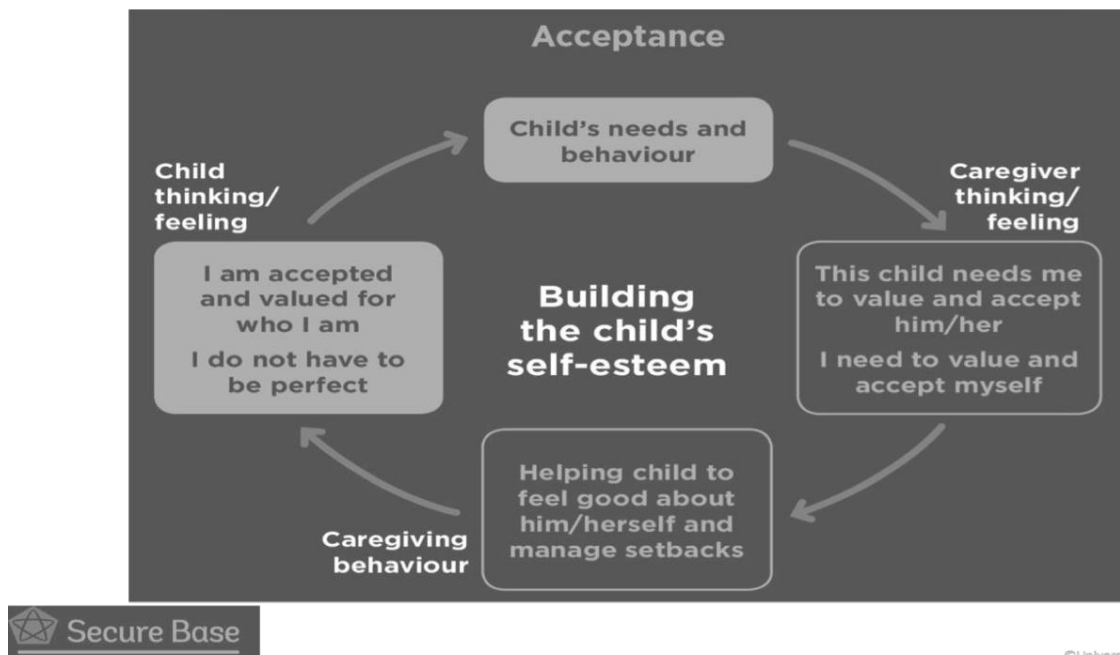 Acceptance
Child's needs and
behaviour
Caregiver
thinking/
feeling
This child needs me
to value and accept
him/her
I need to value and
accept myself
Helping child to
feel good about
him/herself and
manage setbacks
Caregiving
behaviour
Child
thinking/
feeling
I am accepted
and valued for
who I am
I do not have to
be perfect
Building
the child's
self-esteem
Secure Base